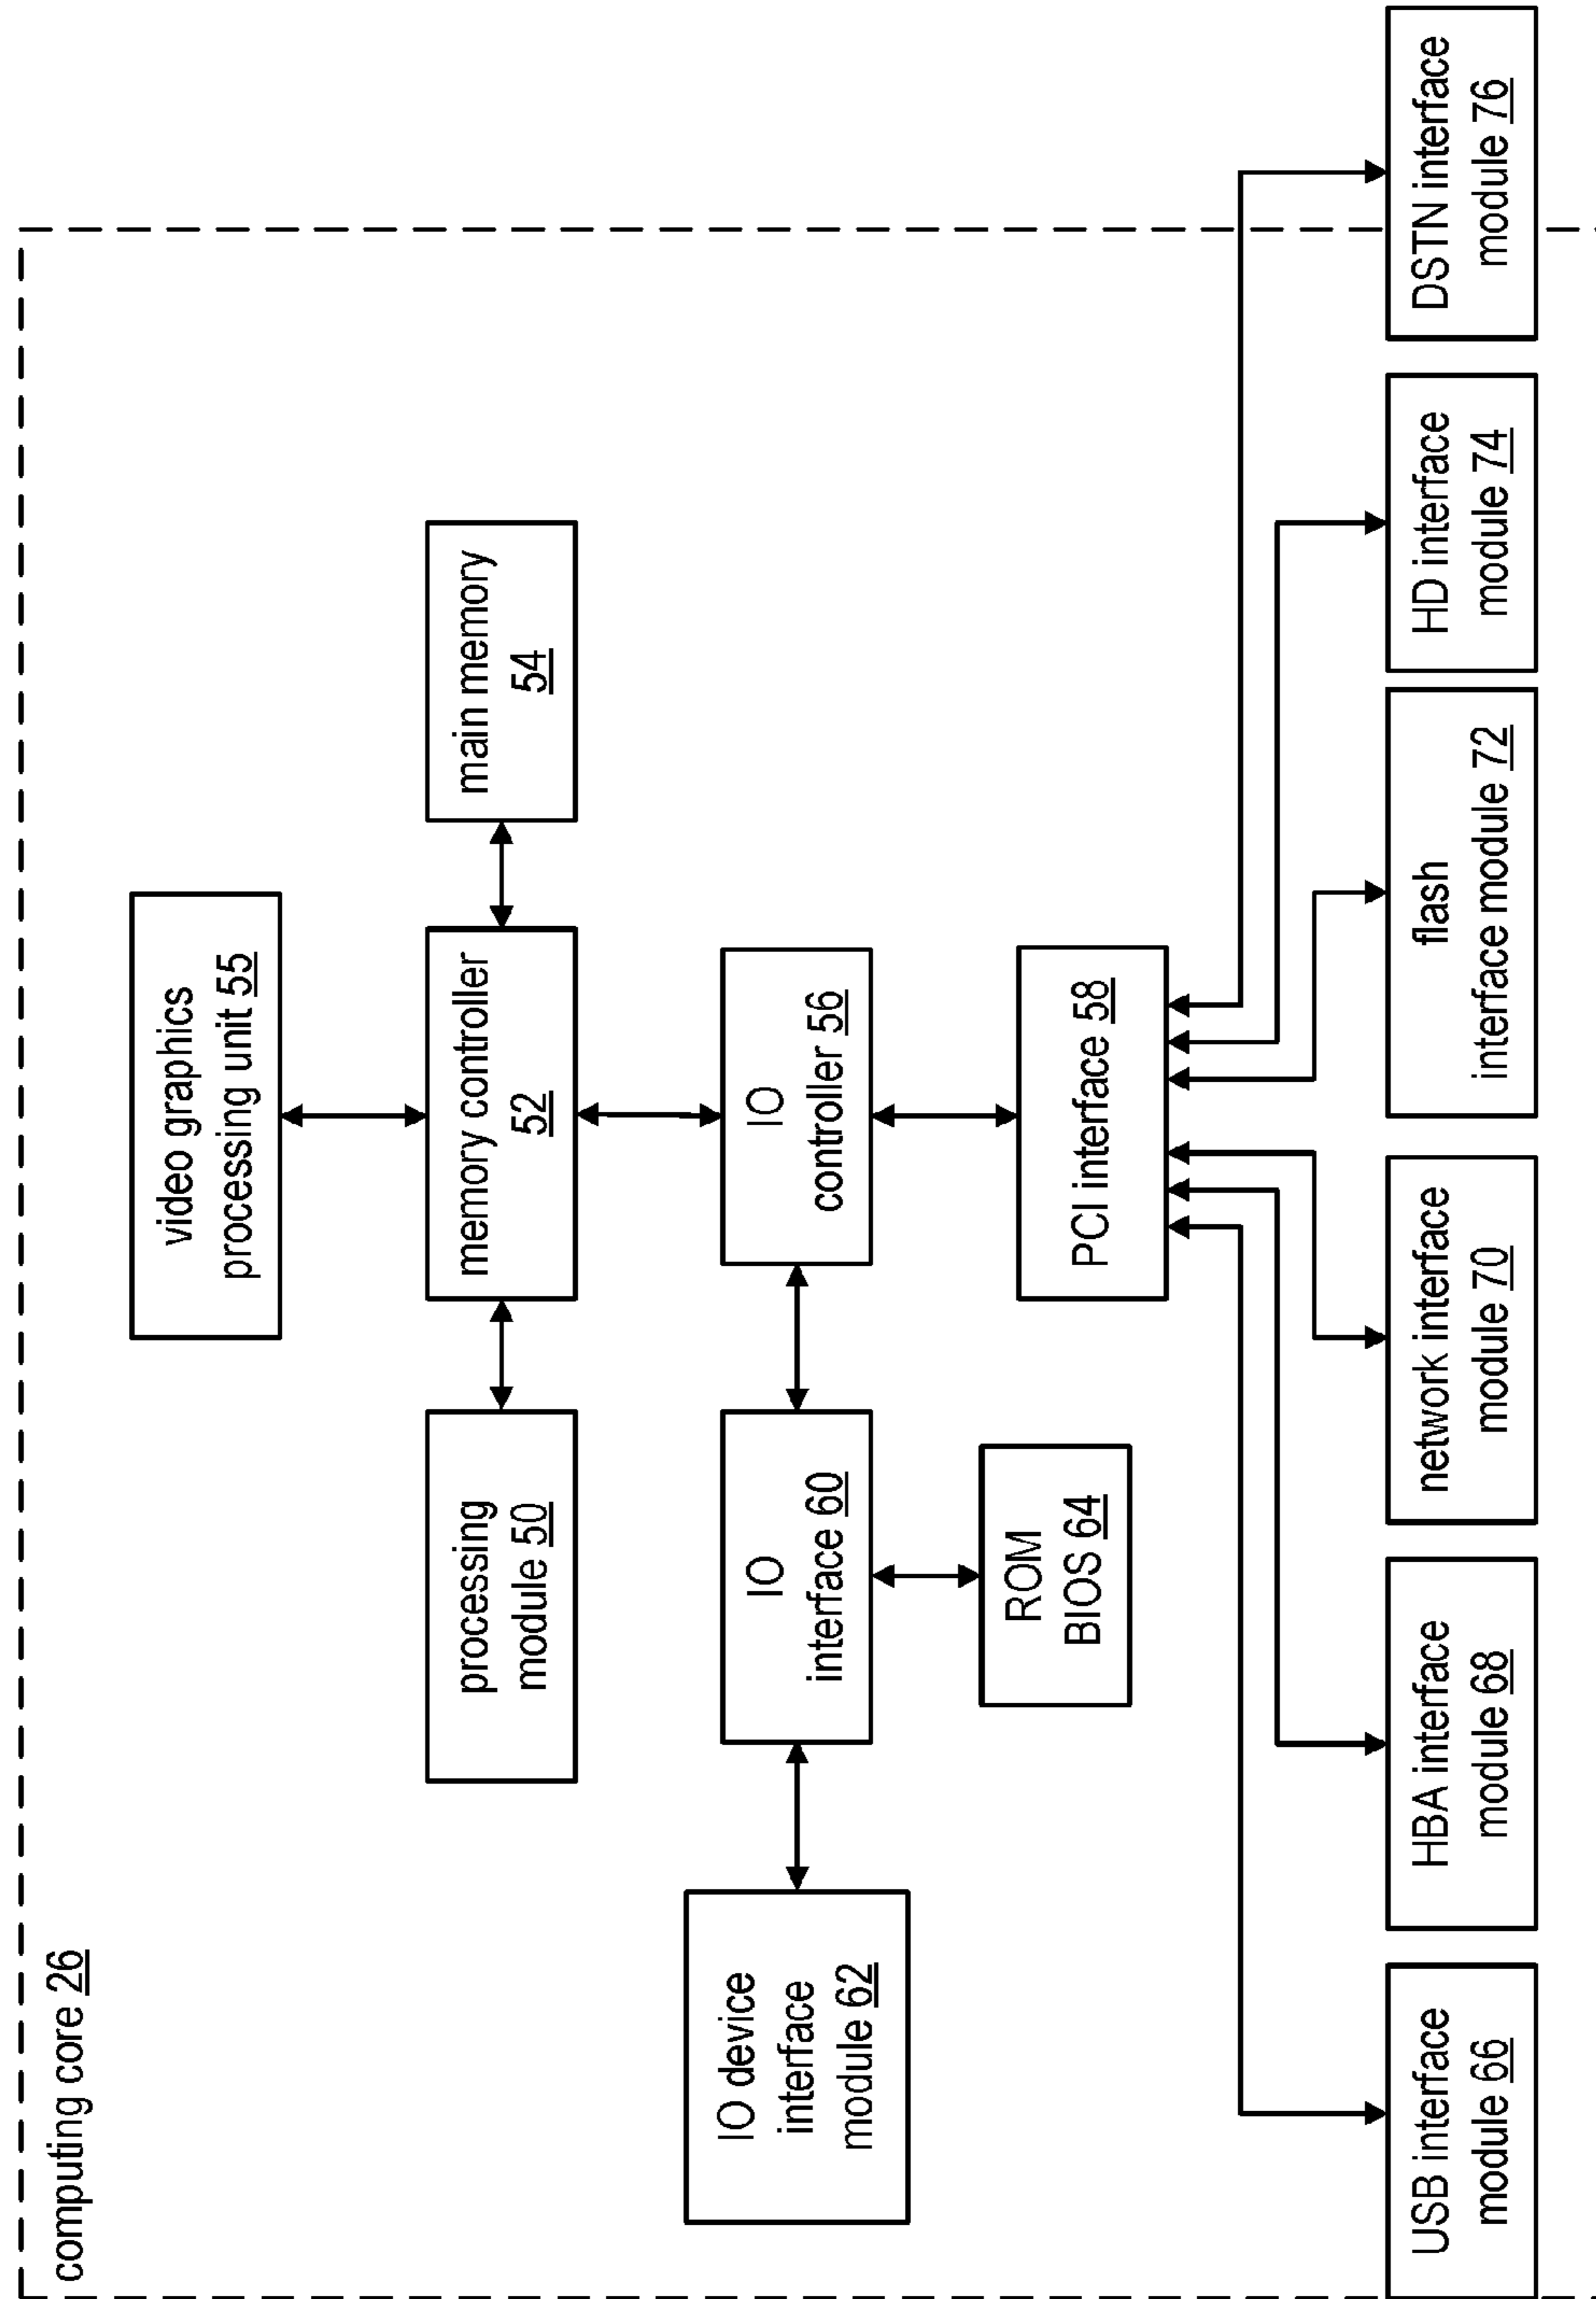 computing core 26
video graphics
processing unit 55
processing
module 50
memory controller
52
main memory
54
IO device
interface
module 62
IO
interface 60
IO
controller 56
ROM
BIOS 64
PCI interface 58
USB interface
module 66
HBA interface
module 68
network interface
module 70
flash
interface module 72
HD interface
module 74
DSTN interface
module 76